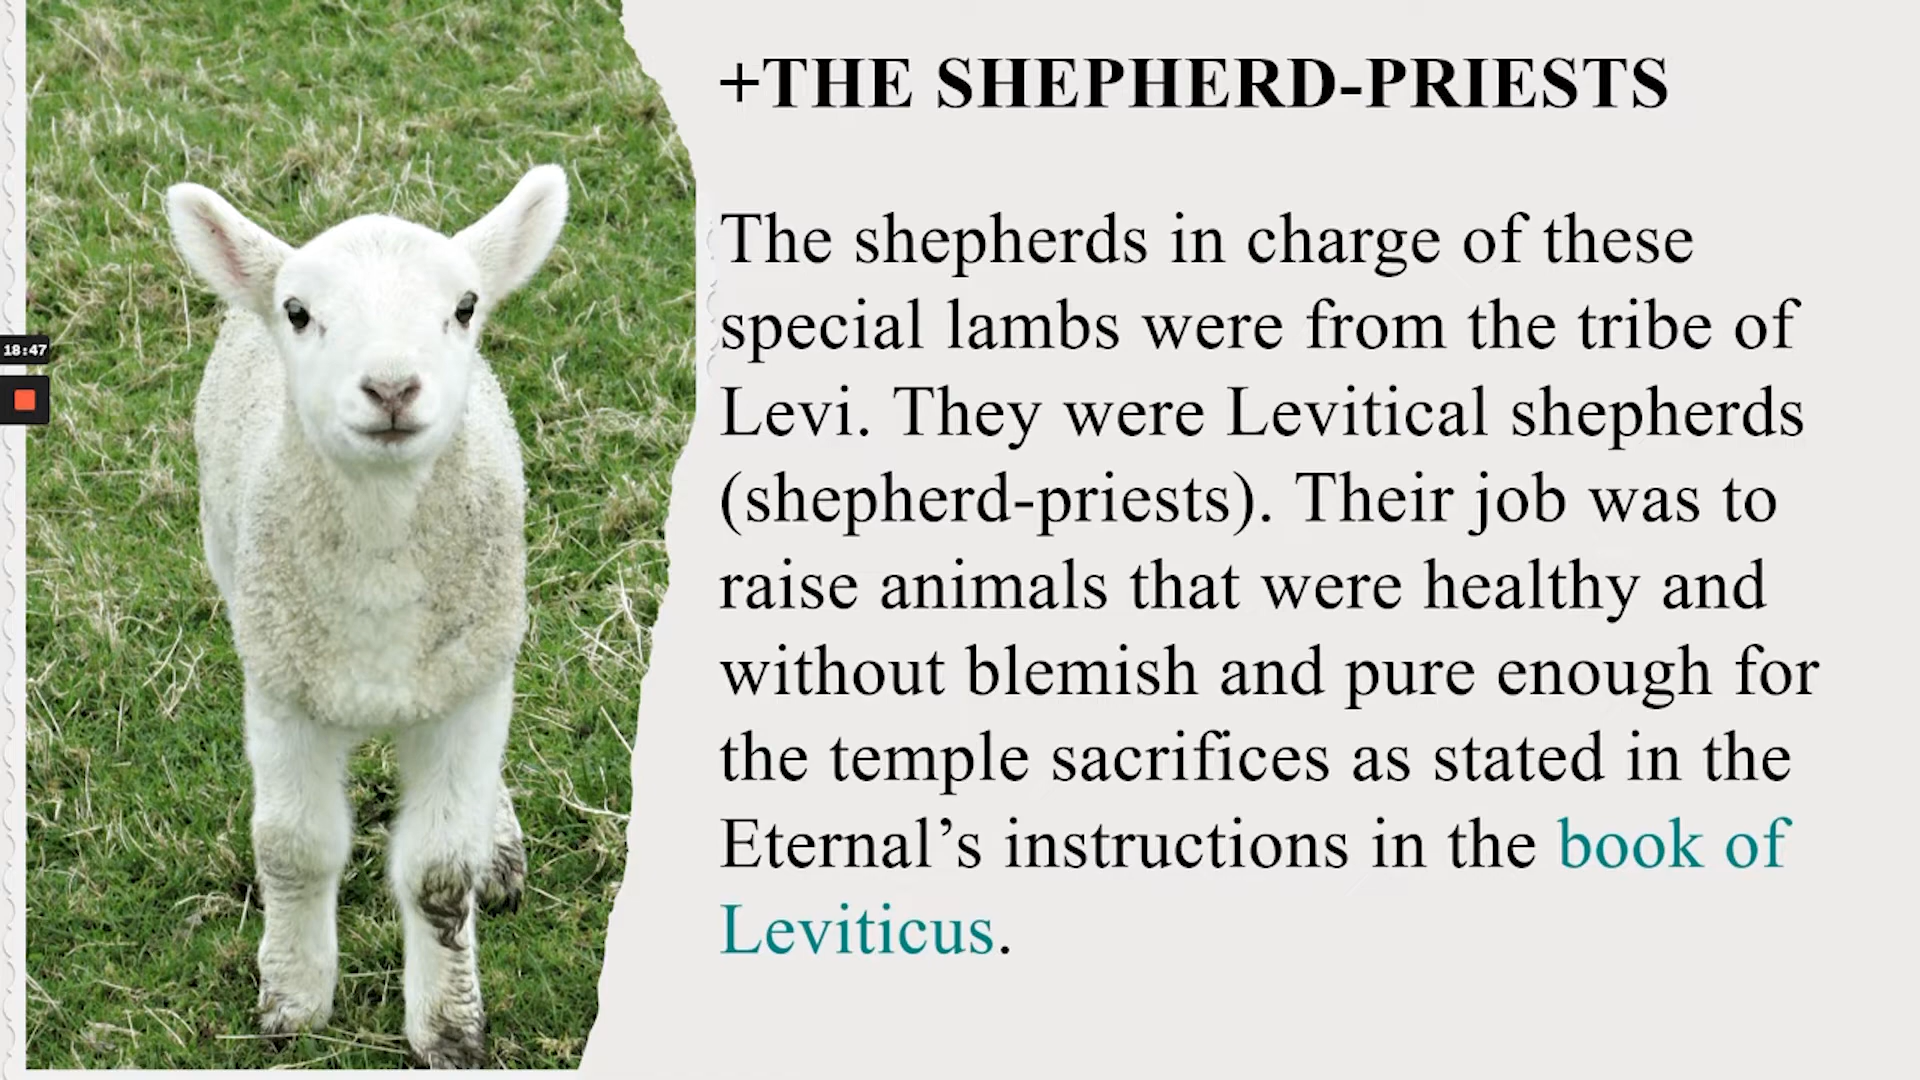 +THE SHEPHERD-PRIESTS
The shepherds in charge of these
special lambs were from the tribe of
Levi. They were Levitical shepherds
(shepherd-priests). Their job was to
raise animals that were healthy and
without blemish and pure enough for
the temple sacrifices as stated in the
Eternal’s instructions in the book of
Leviticus.
18:47